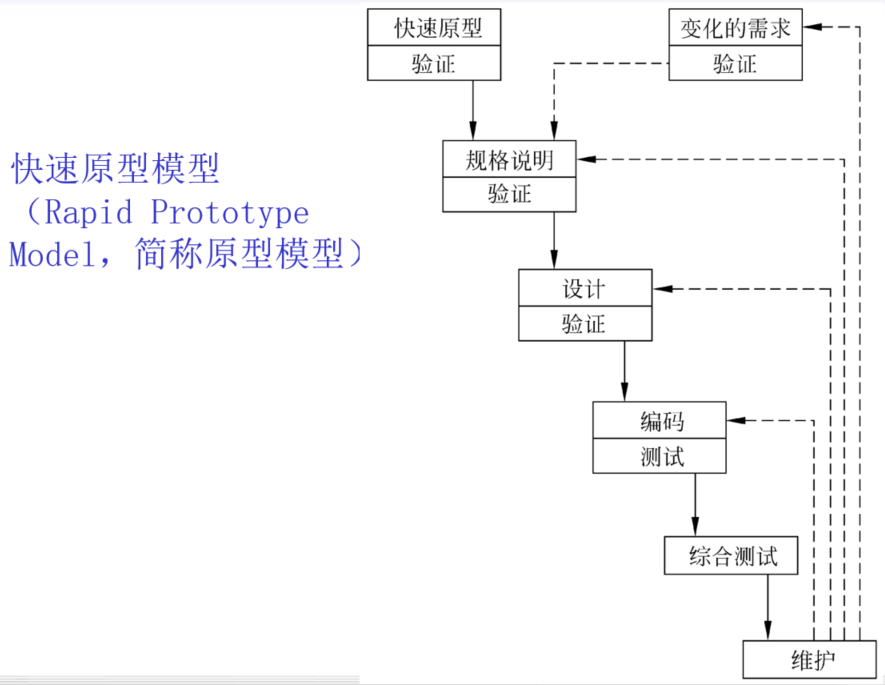 快速原型
验证
变化的需求
验证
快速原型模型
（Rapid Prototype
Model，简称原型模型）
规格说明
验证
设计
验证
编码
测试
综合测试
维护